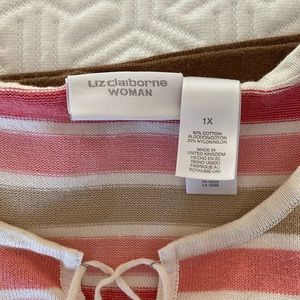 Liz claiborne
WOMAN
1X
80% COTTON/
ALGODON/COTON
20% NYLON/NILON
MADE IN
UNITED KINGDOM
HECHO EN EL
REINO UNIDO
FABRIQUE AU
ROYAUME-UNI